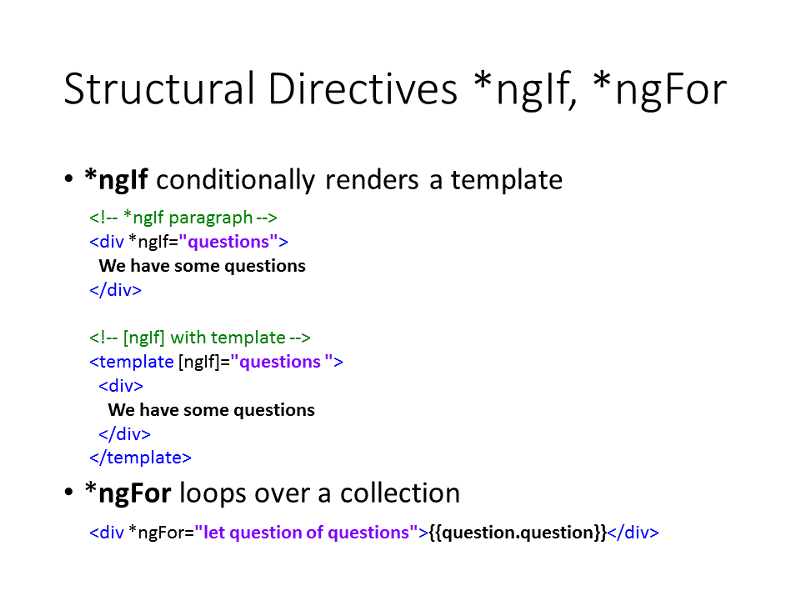 Structural Directives *ngIf, *ngFor
• *ngIf conditionally renders a template
<!-- *ngIf paragraph -->
<div *ngIf="questions">
We have some questions
</div>
<!-- [ngIf] with template -->
<template [ngIf]="questions ">
<div>
We have some questions
</div>
</template>
• *ngFor loops over a collection
<div *ngFor="let question of questions">{{question.question}}</div>